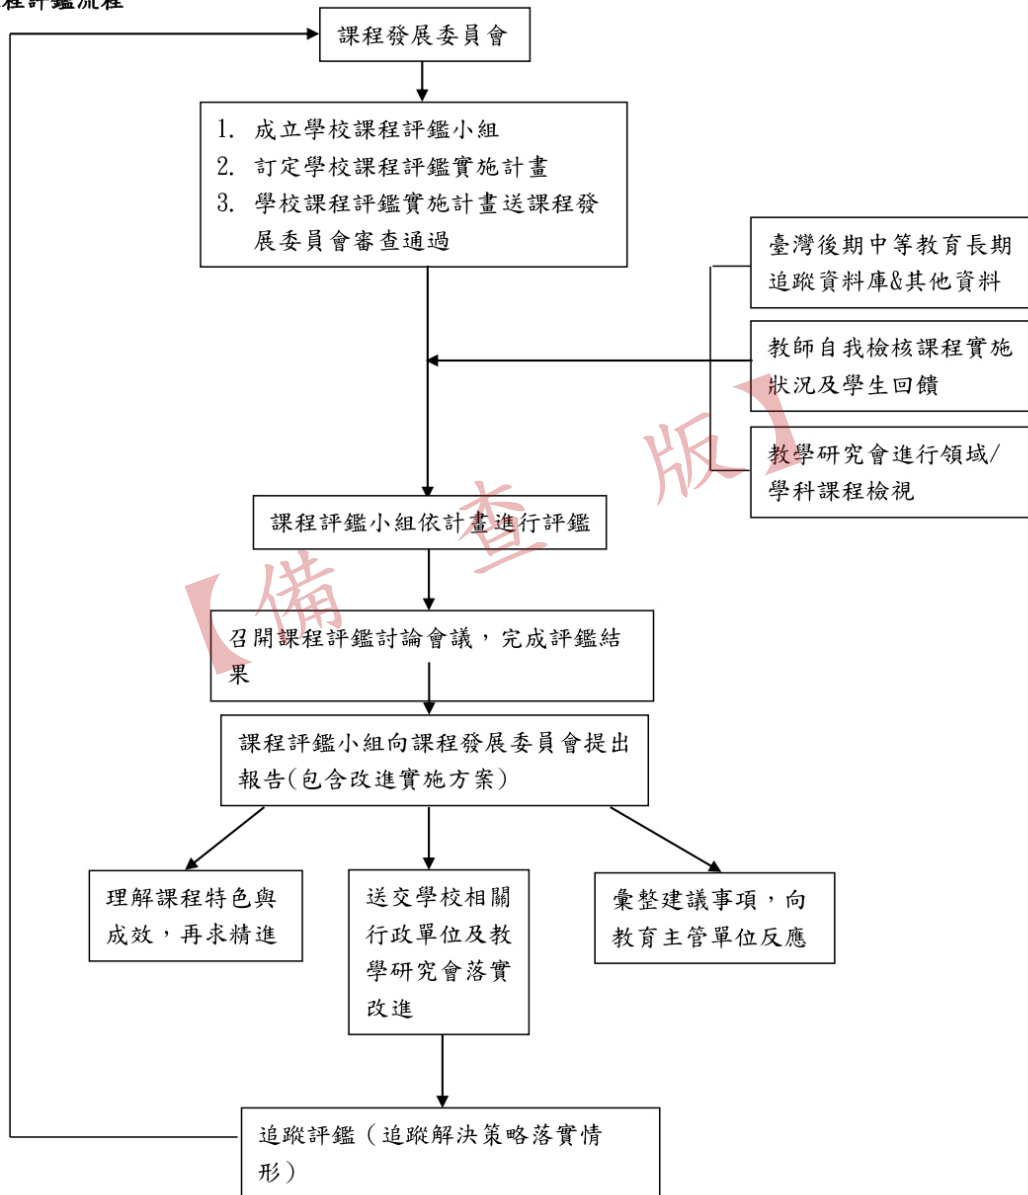 程評鑑流程
課程發展委員會
1. 成立學校課程評鑑小組
2. 訂定學校課程評鑑實施計畫
3. 學校課程評鑑實施計畫送課程發
展委員會審查通過
臺灣後期中等教育長期
追蹤資料庫&其他資料
教師自我檢核課程實施
狀況及學生回饋
教學研究會進行領域/
學科課程檢視
課程評鑑小組依計畫進行評鑑
【備查版】
召開課程評鑑討論會議，完成評鑑結
果
課程評鑑小組向課程發展委員會提出
報告(包含改進實施方案)
理解課程特色與
成效，再求精進
送交學校相關
行政單位及教
學研究會落實
改進
彙整建議事項，向
教育主管單位反應
追蹤評鑑（追蹤解決策略落實情
形）